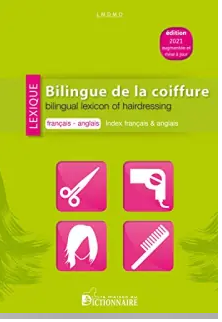 L.M.D.M.D
édition
2021
augmentée et
mise à jour
LEXIQUE
Bilingue de la coiffure
bilingual lexicon of hairdressing
français - anglais index français & anglais
DICTIONNAIRE